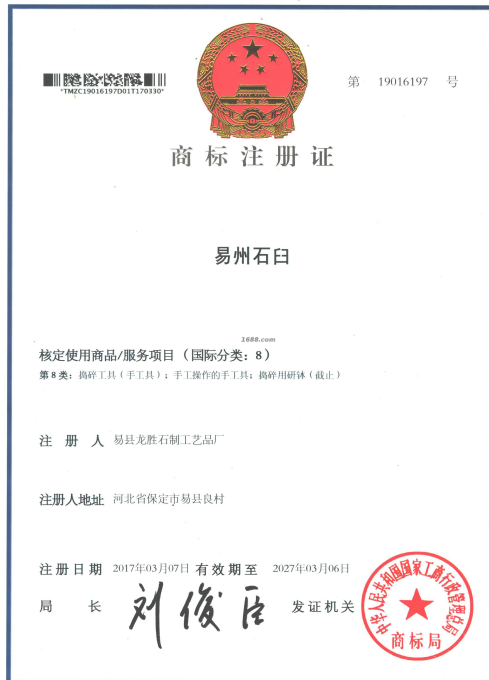 *TMZC19016197D01T170330*
第 19016197 号
商标注册证
易州石臼
1688.com
核定使用商品/服务项目（国际分类：8）
第8类：捣碎工具（手工具）；手工操作的手工具；捣碎用研钵（截止）
注册人 易县龙胜石制工艺品厂
注册人地址 河北省保定市易县良村
注册日期 2017年03月07日 有效期至 2027年03月06日
局长 刘俊臣 发证机关
中华人民共和国国家工商行政管理总局
商标局